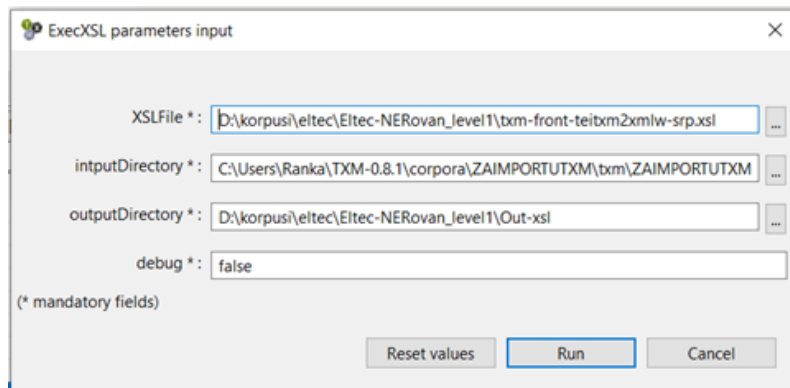 ExecXSL parameters input
XSLFile * : D:\korpusi\eltec\Eltec-NERovan_level1\txm-front-teitxm2xmlw-srp.xsl ...
intputDirectory * : C:\Users\Ranka\TXM-0.8.1\corpora\ZAIMPORTUTXM\txm\ZAIMPORTUTXM ...
outputDirectory * : D:\korpusi\eltec\Eltec-NERovan_level1\Out-xsl ...
debug * : false
(* mandatory fields)
Reset values Run Cancel